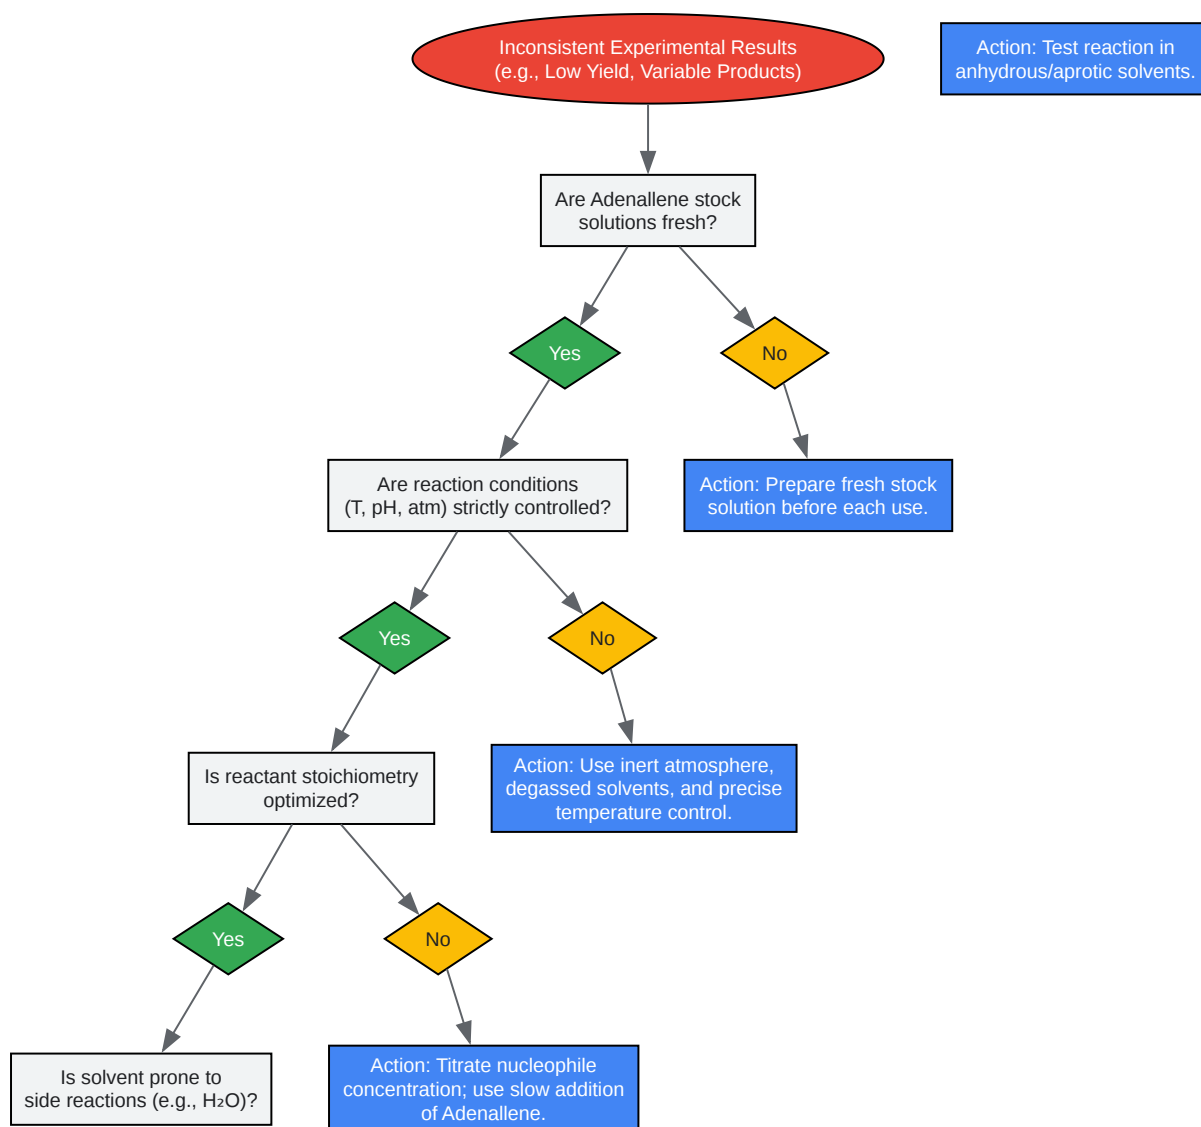 Inconsistent Experimental Results
(e.g., Low Yield, Variable Products)
Action: Test reaction in
anhydrous/aprotic solvents.
Are Adenallene stock
solutions fresh?
Yes
No
Are reaction conditions
(T, pH, atm) strictly controlled?
Action: Prepare fresh stock
solution before each use.
Yes
No
Is reactant stoichiometry
optimized?
Action: Use inert atmosphere,
degassed solvents, and precise
temperature control.
Yes
No
Is solvent prone to
side reactions (e.g., H₂O)?
Action: Titrate nucleophile
concentration; use slow addition
of Adenallene.